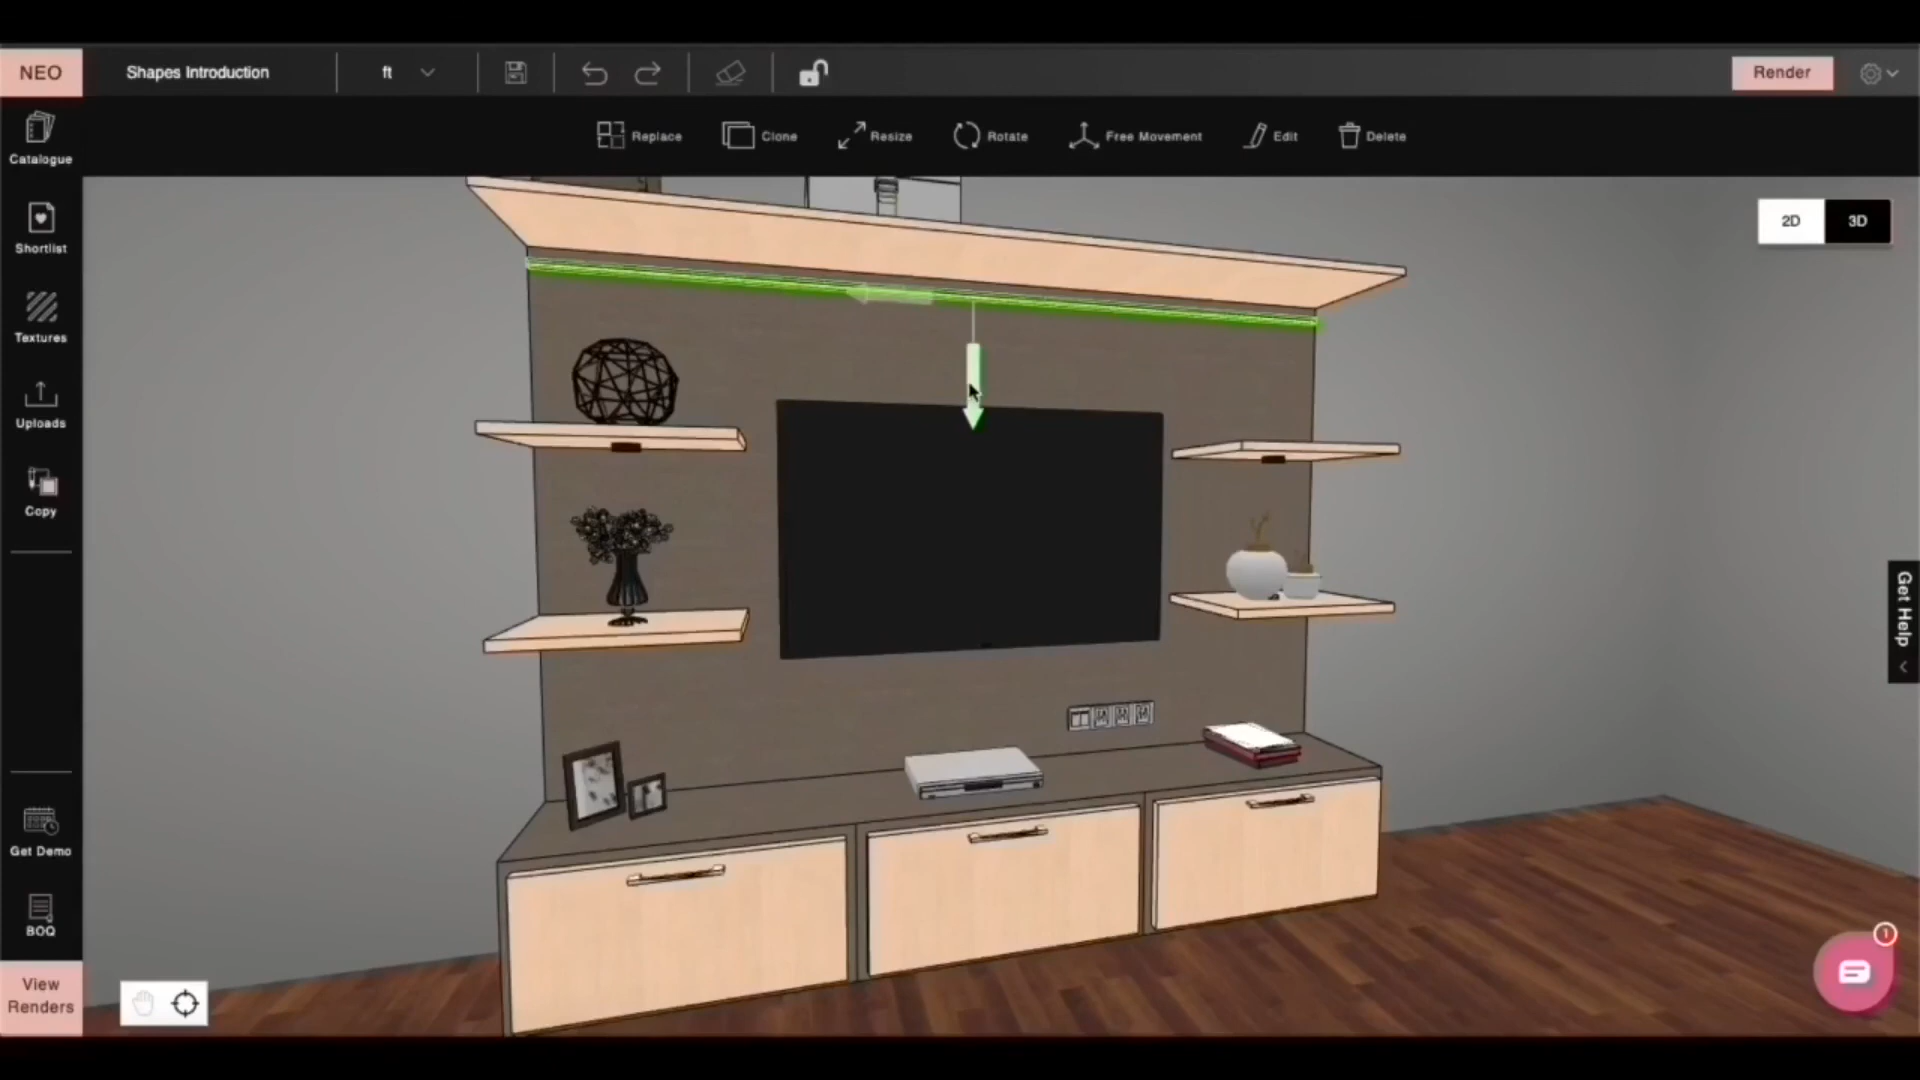 NEO
Shapes Introduction
ft
Render
Replace
Clone
Resize
Rotate
Free Movement
Edit
Delete
Catalogue
Shortlist
Textures
Uploads
Copy
Get Demo
BOQ
View
Renders
2D
3D
Get Help
1